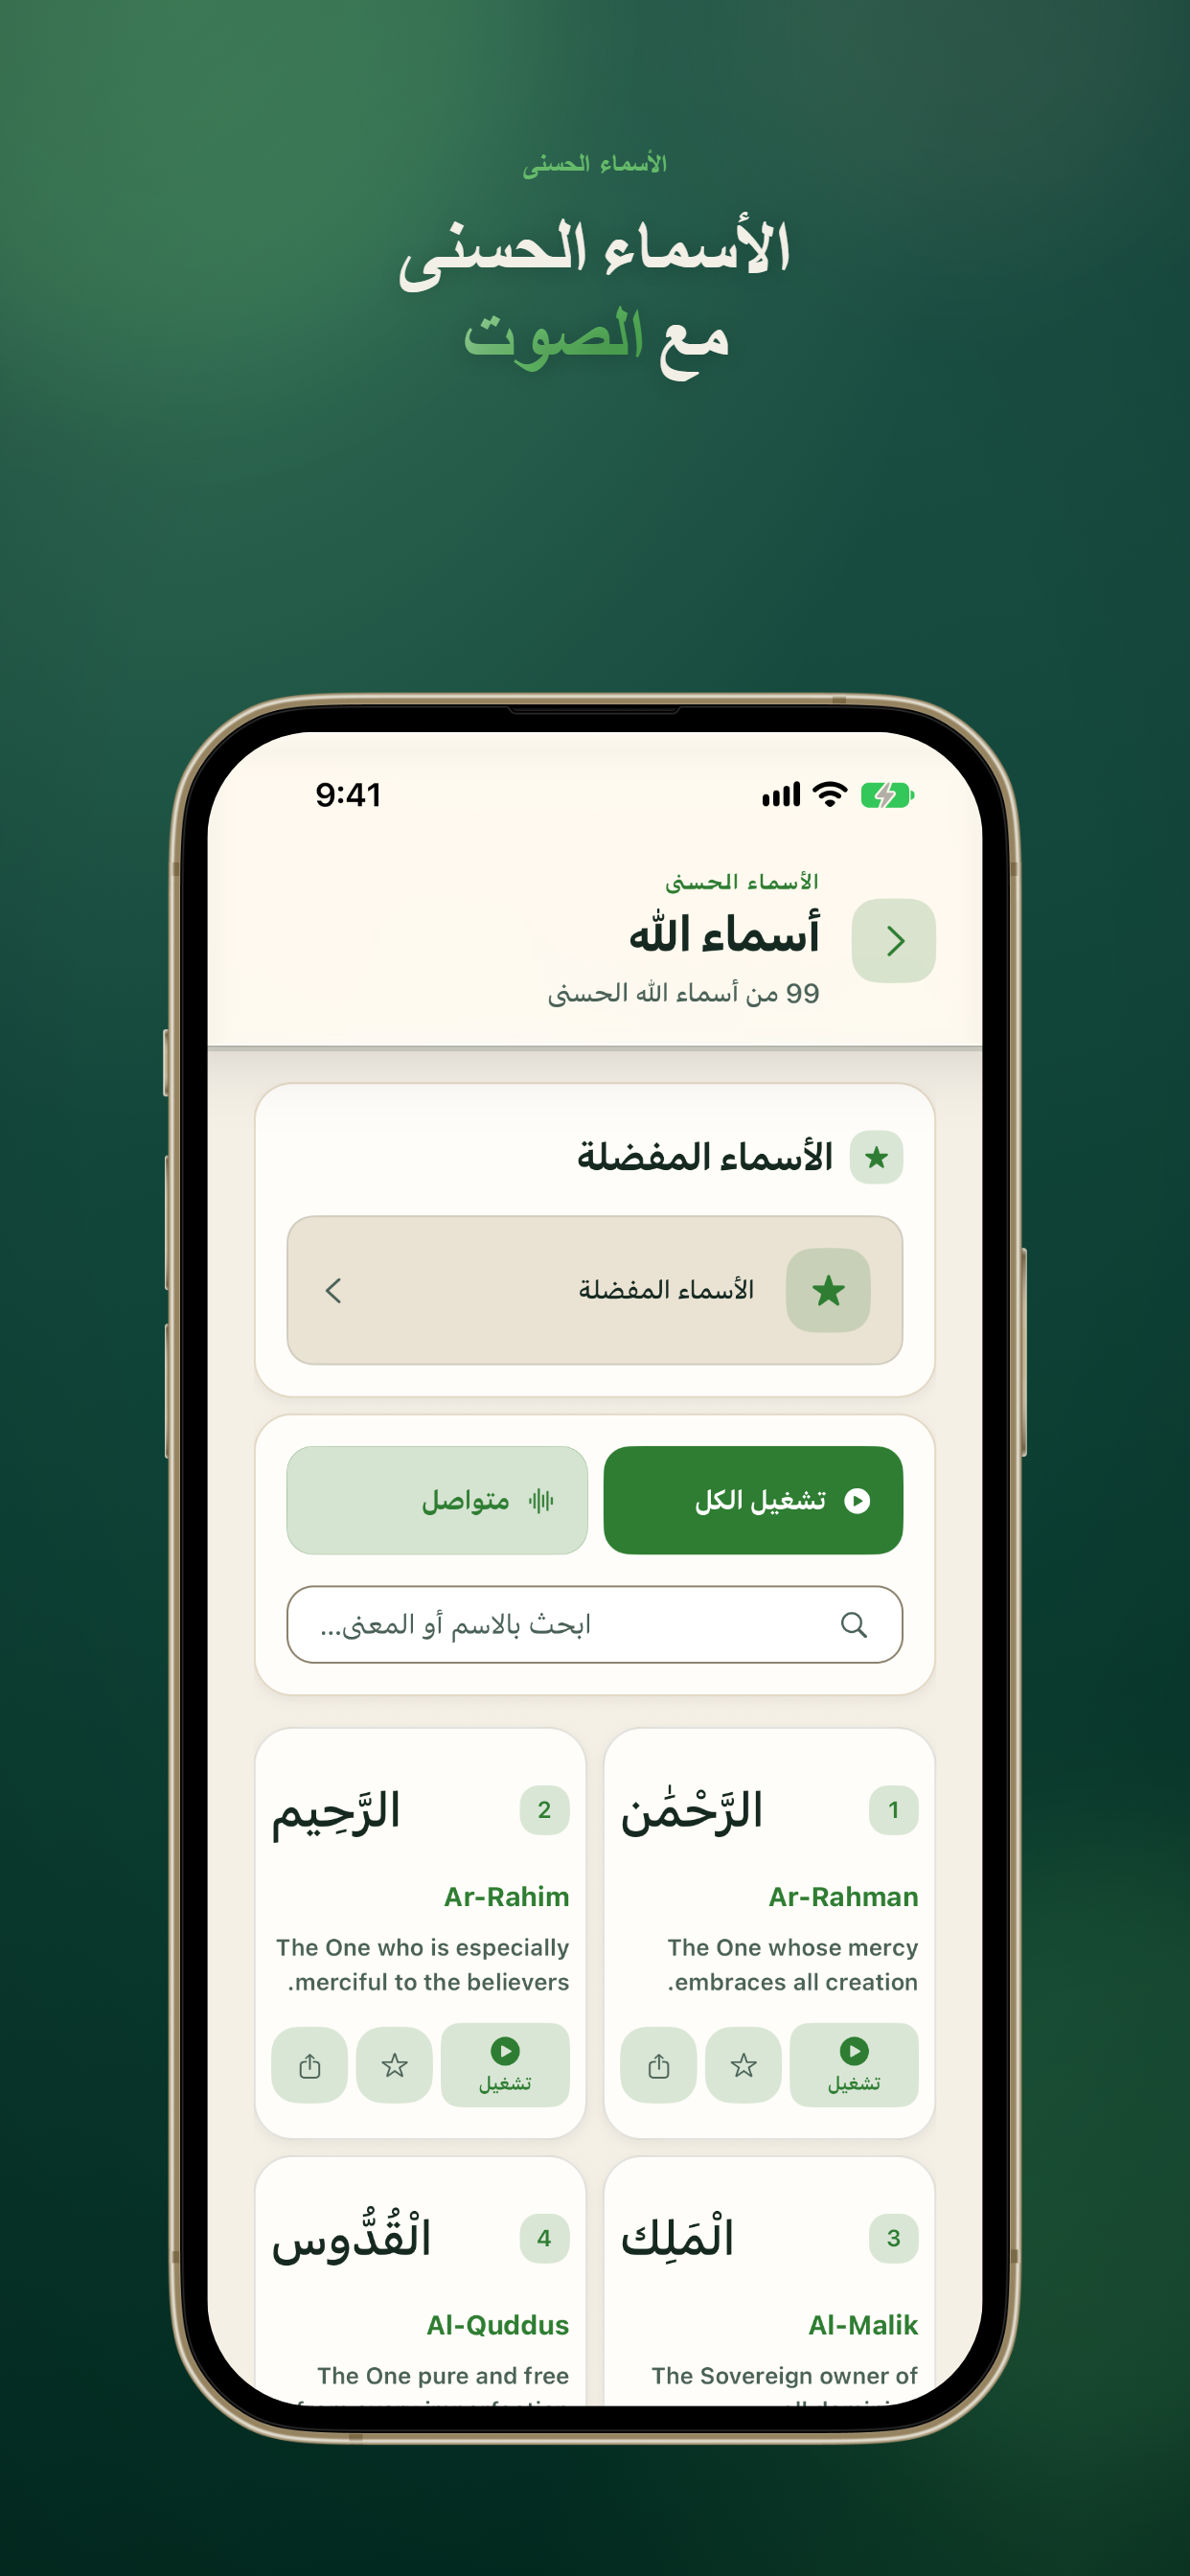 الأسماء الحسنى
الأسماء الحسنى
مع الصوت
9:41
الأسماء الحسنى
أسماء الله
99 من أسماء الله الحسنى
الأسماء المفضلة
الأسماء المفضلة
تشغيل الكل
متواصل
ابحث بالاسم أو المعنى...
1
الرَّحْمَٰن
Ar-Rahman
The One whose mercy
embraces all creation.
تشغيل
2
الرَّحِيم
Ar-Rahim
The One who is especially
merciful to the believers.
تشغيل
3
الْمَلِك
Al-Malik
The Sovereign owner of
4
الْقُدُّوس
Al-Quddus
The One pure and free